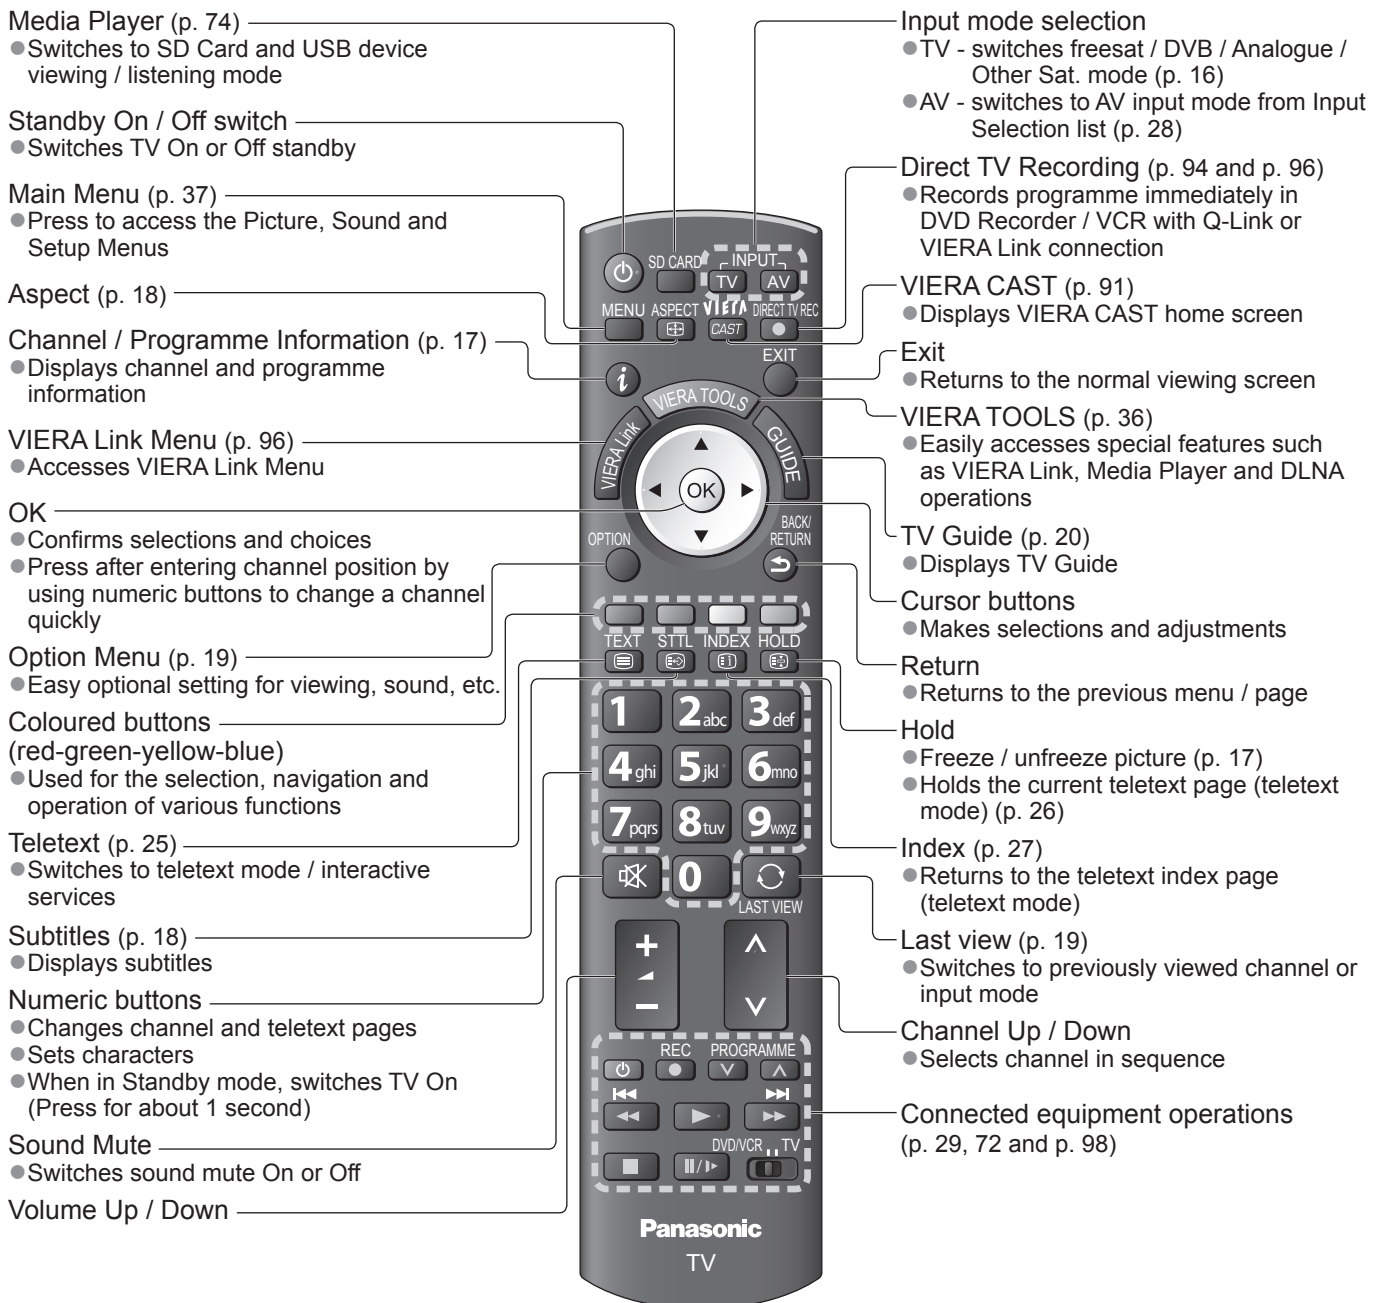 Media Player (p. 74)
●Switches to SD Card and USB device
viewing / listening mode
Standby On / Off switch
●Switches TV On or Off standby
Main Menu (p. 37)
●Press to access the Picture, Sound and
Setup Menus
Aspect (p. 18)
Channel / Programme Information (p. 17)
●Displays channel and programme
information
VIERA Link Menu (p. 96)
●Accesses VIERA Link Menu
OK
●Confirms selections and choices
●Press after entering channel position by
using numeric buttons to change a channel
quickly
Option Menu (p. 19)
●Easy optional setting for viewing, sound, etc.
Coloured buttons
(red-green-yellow-blue)
●Used for the selection, navigation and
operation of various functions
Teletext (p. 25)
●Switches to teletext mode / interactive
services
Subtitles (p. 18)
●Displays subtitles
Numeric buttons
●Changes channel and teletext pages
●Sets characters
●When in Standby mode, switches TV On
(Press for about 1 second)
Sound Mute
●Switches sound mute On or Off
Volume Up / Down
SD CARD
INPUT
TV AV
MENU ASPECT VIERA DIRECT TV REC
CAST
EXIT
i
VIERA TOOLS
VIERA Link
GUIDE
OK
OPTION
BACK/
RETURN
TEXT STTL INDEX HOLD
1 2abc 3def
4ghi 5jkl 6mno
7pqrs 8tuv 9wxyz
0
LAST VIEW
+
−
REC PROGRAMME
DVD/VCR TV
Panasonic
TV
Input mode selection
●TV - switches freesat / DVB / Analogue /
Other Sat. mode (p. 16)
●AV - switches to AV input mode from Input
Selection list (p. 28)
Direct TV Recording (p. 94 and p. 96)
●Records programme immediately in
DVD Recorder / VCR with Q-Link or
VIERA Link connection
VIERA CAST (p. 91)
●Displays VIERA CAST home screen
Exit
●Returns to the normal viewing screen
VIERA TOOLS (p. 36)
●Easily accesses special features such
as VIERA Link, Media Player and DLNA
operations
TV Guide (p. 20)
●Displays TV Guide
Cursor buttons
●Makes selections and adjustments
Return
●Returns to the previous menu / page
Hold
●Freeze / unfreeze picture (p. 17)
●Holds the current teletext page (teletext
mode) (p. 26)
Index (p. 27)
●Returns to the teletext index page
(teletext mode)
Last view (p. 19)
●Switches to previously viewed channel or
input mode
Channel Up / Down
●Selects channel in sequence
Connected equipment operations
(p. 29, 72 and p. 98)